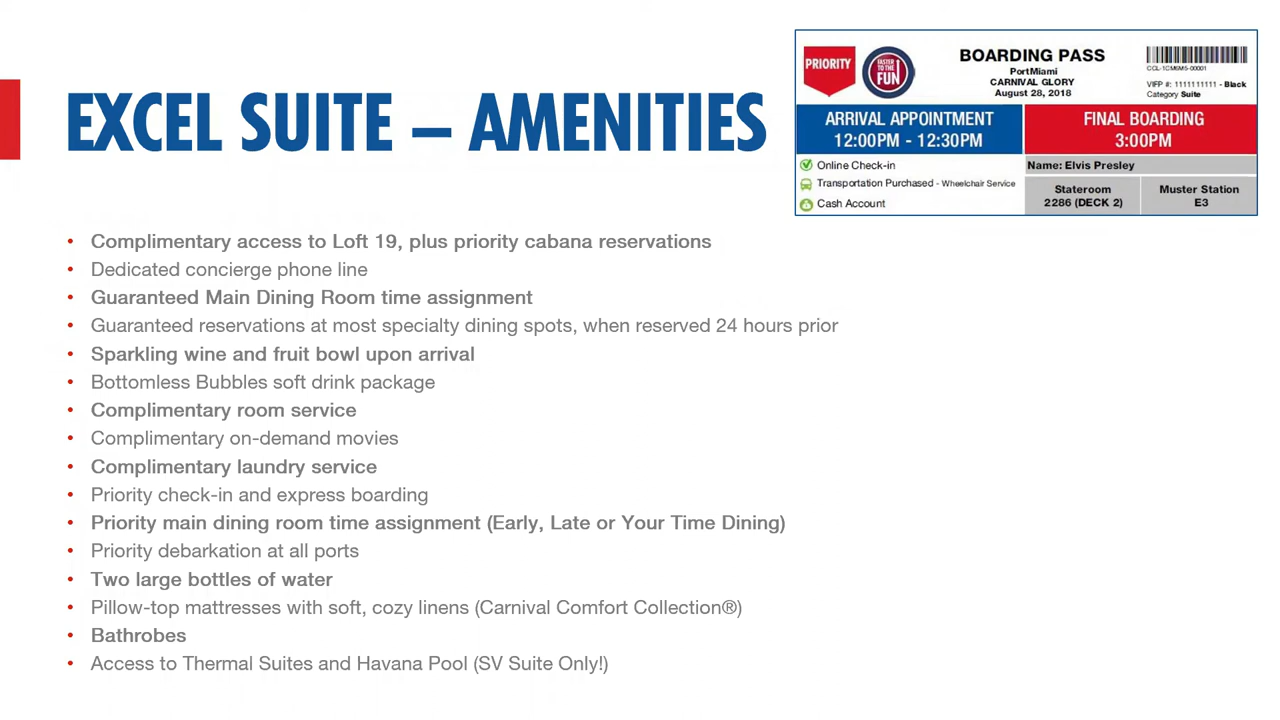 EXCEL SUITE – AMENITIES
PRIORITY
FASTER
TO THE
FUN
BOARDING PASS
PortMiami
CARNIVAL GLORY
August 28, 2018
CCL-1CM6M5-00001
VIFP #: 1111111111 - Black
Category Suite
ARRIVAL APPOINTMENT
12:00PM - 12:30PM
FINAL BOARDING
3:00PM
Online Check-in
Transportation Purchased - Wheelchair Service
Cash Account
Name: Elvis Presley
Stateroom
2286 (DECK 2)
Muster Station
E3
• Complimentary access to Loft 19, plus priority cabana reservations
• Dedicated concierge phone line
• Guaranteed Main Dining Room time assignment
• Guaranteed reservations at most specialty dining spots, when reserved 24 hours prior
• Sparkling wine and fruit bowl upon arrival
• Bottomless Bubbles soft drink package
• Complimentary room service
• Complimentary on-demand movies
• Complimentary laundry service
• Priority check-in and express boarding
• Priority main dining room time assignment (Early, Late or Your Time Dining)
• Priority debarkation at all ports
• Two large bottles of water
• Pillow-top mattresses with soft, cozy linens (Carnival Comfort Collection®)
• Bathrobes
• Access to Thermal Suites and Havana Pool (SV Suite Only!)